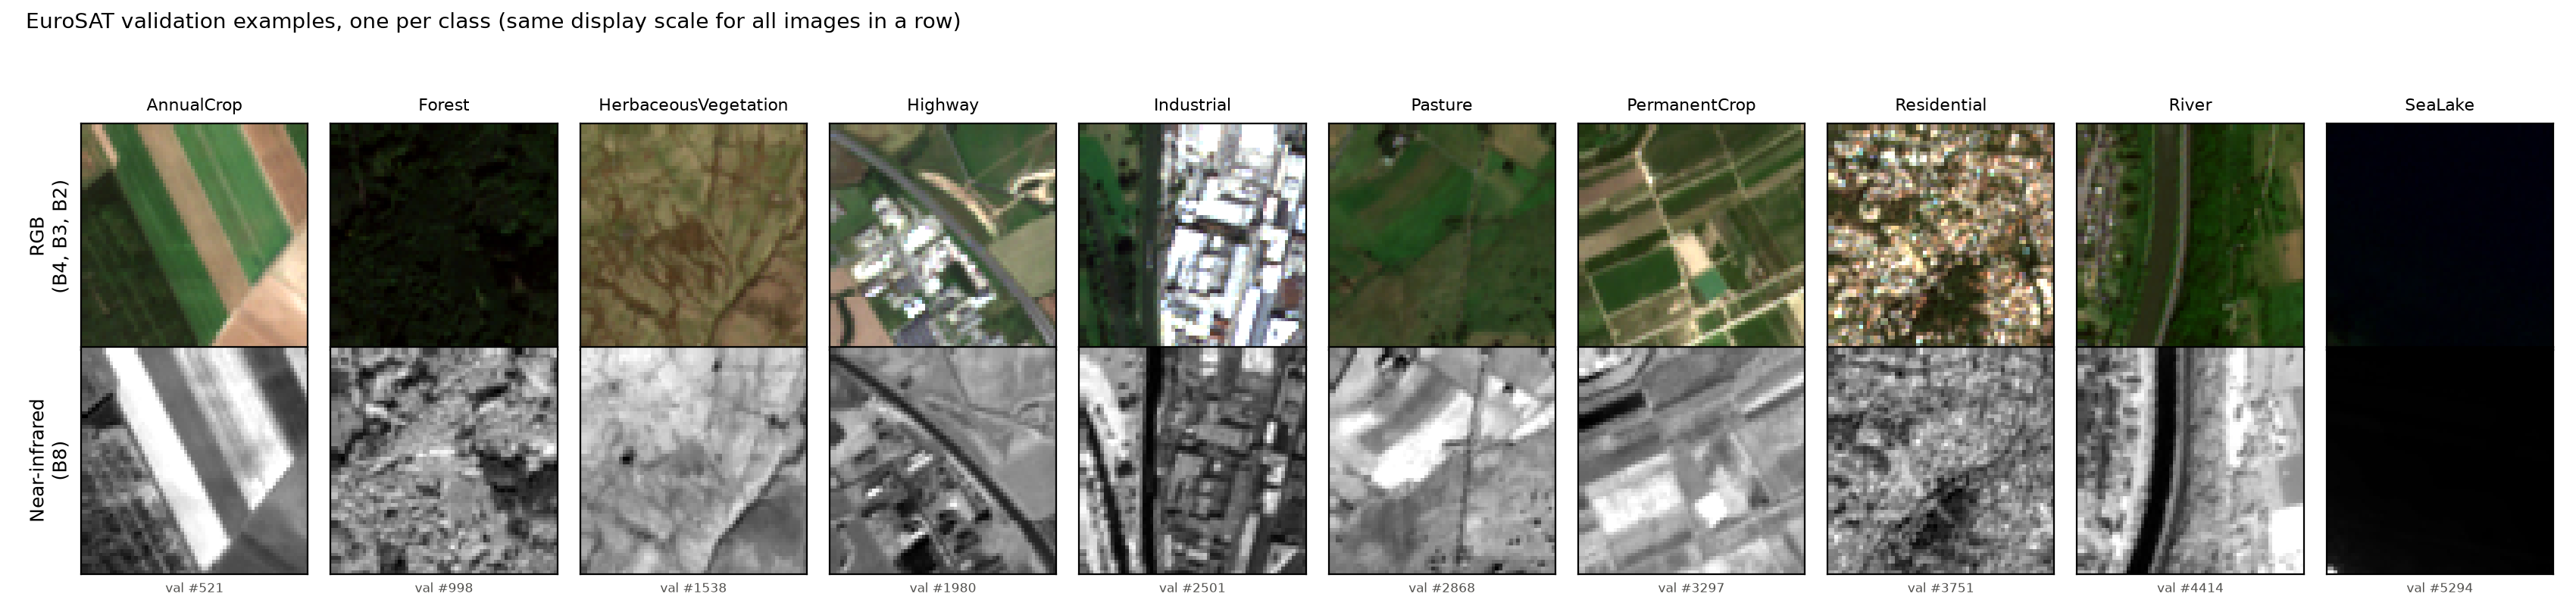 EuroSAT validation examples, one per class (same display scale for all images in a row)
AnnualCrop
Forest
HerbaceousVegetation
Highway
Industrial
Pasture
PermanentCrop
Residential
River
SeaLake
RGB
(B4, B3, B2)
Near-infrared
(B8)
val #521
val #998
val #1538
val #1980
val #2501
val #2868
val #3297
val #3751
val #4414
val #5294